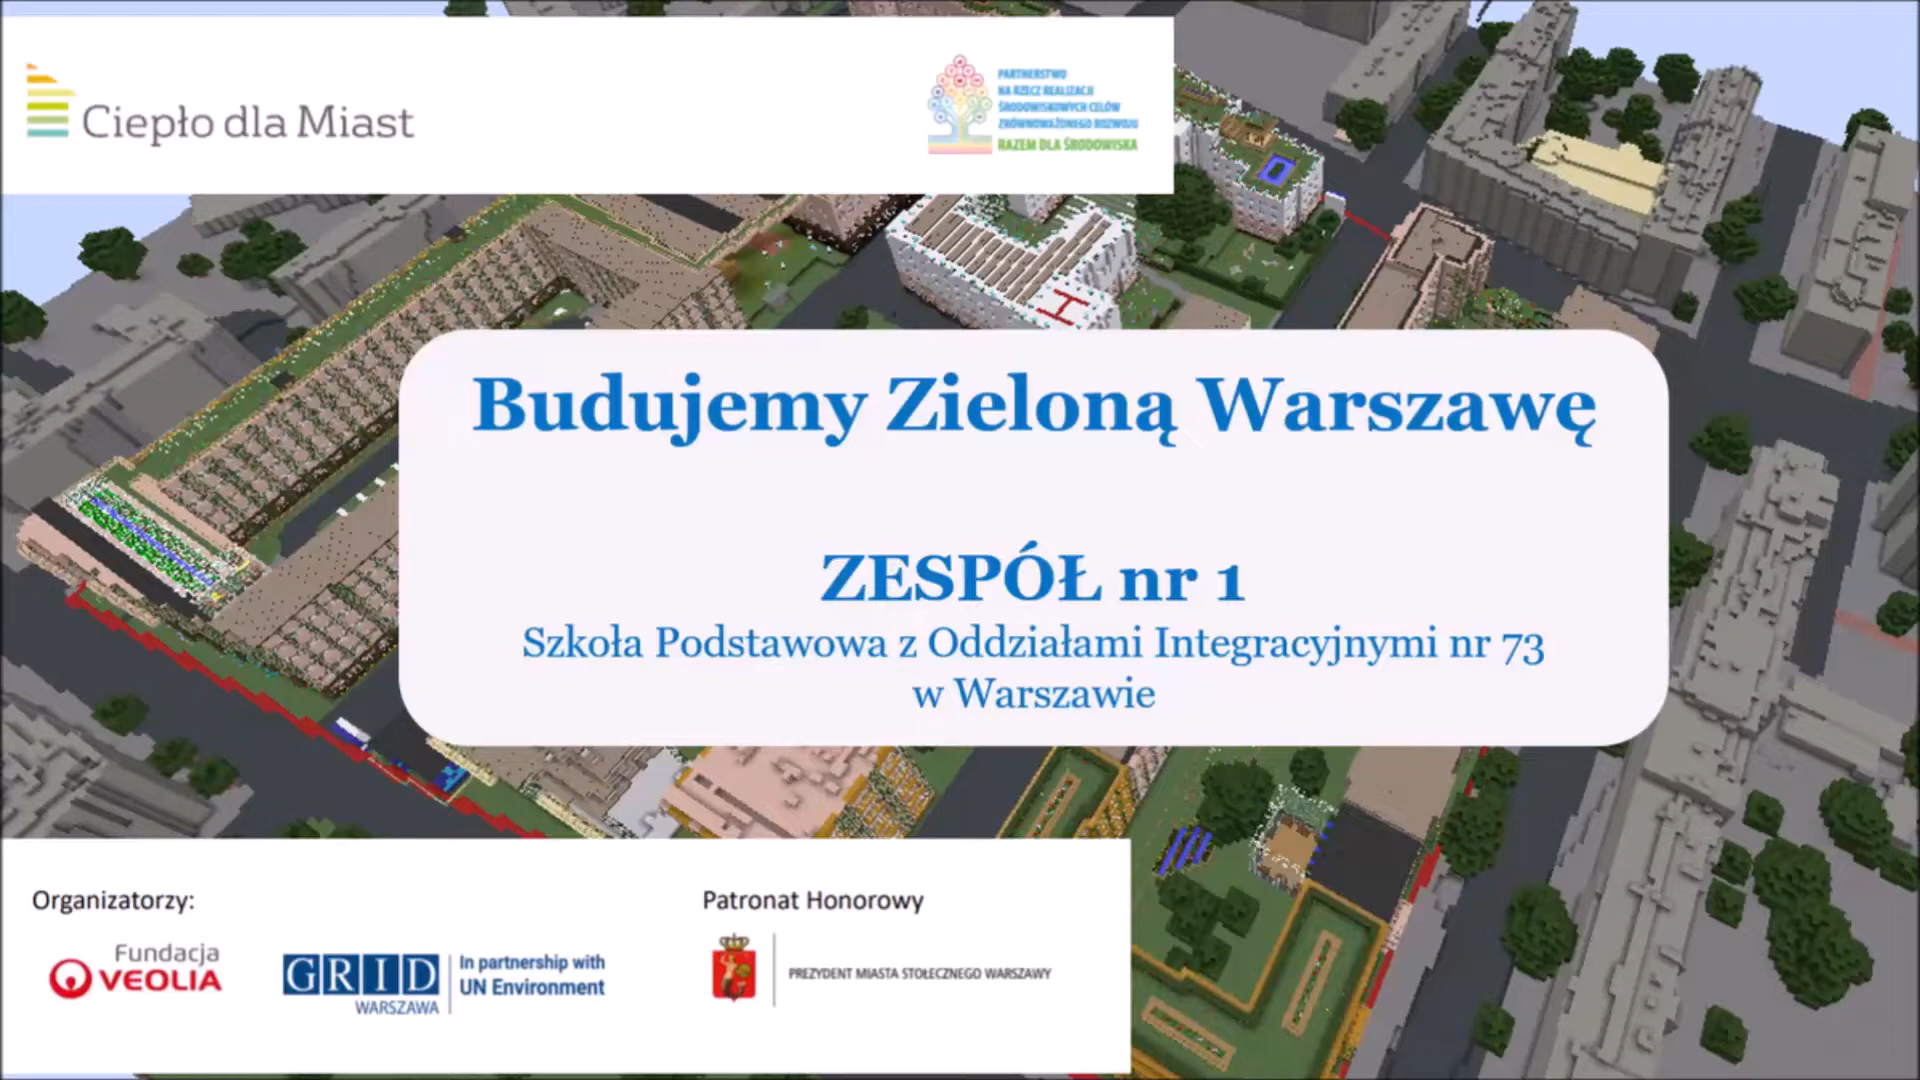 Ciepło dla Miast
PARTNERSTWO
NA RZECZ REALIZACJI
ŚRODOWISKOWYCH CELÓW
ZRÓWNOWAŻONEGO ROZWOJU
RAZEM DLA ŚRODOWISKA
Budujemy Zieloną Warszawę
ZESPÓŁ nr 1
Szkoła Podstawowa z Oddziałami Integracyjnymi nr 73
w Warszawie
Organizatorzy:
Fundacja
VEOLIA
GRID
WARSZAWA
In partnership with
UN Environment
Patronat Honorowy
PREZYDENT MIASTA STOŁECZNEGO WARSZAWY
H